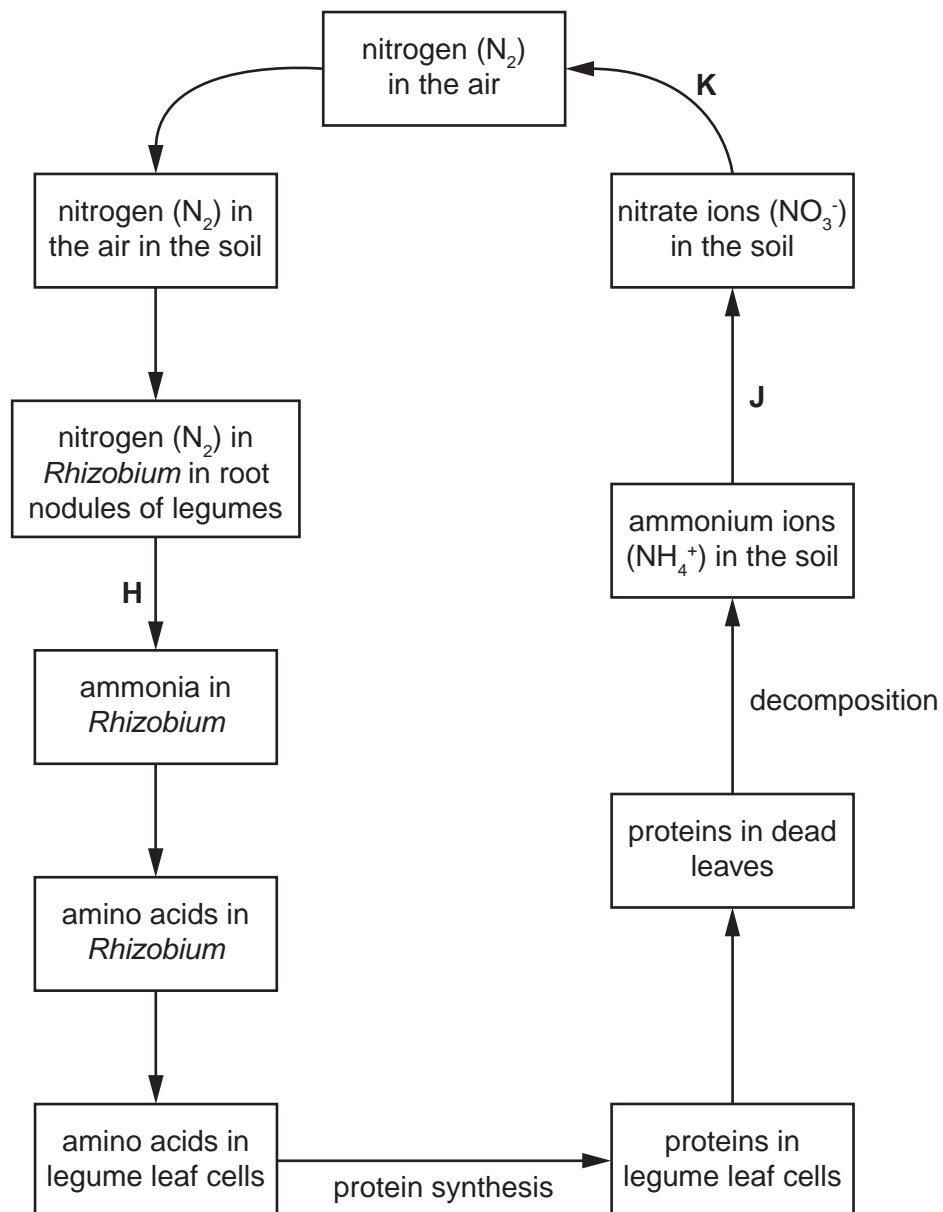 nitrogen (N₂)
in the air
K
nitrogen (N₂) in
the air in the soil
nitrate ions (NO₃⁻)
in the soil
J
nitrogen (N₂) in
Rhizobium in root
nodules of legumes
ammonium ions
(NH₄⁺) in the soil
H
ammonia in
Rhizobium
decomposition
proteins in dead
leaves
amino acids in
Rhizobium
amino acids in
legume leaf cells
protein synthesis
proteins in
legume leaf cells